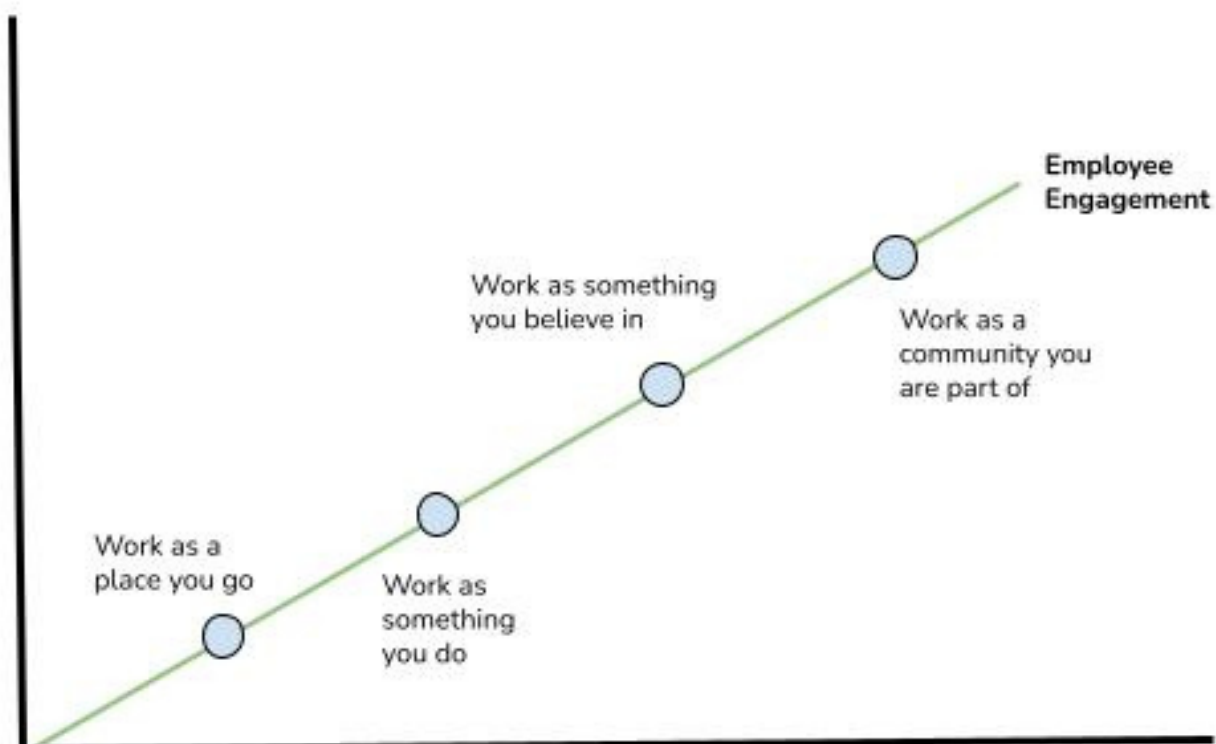 Employee
Engagement
Work as something
you believe in
Work as a
community you
are part of
Work as a
place you go
Work as
something
you do